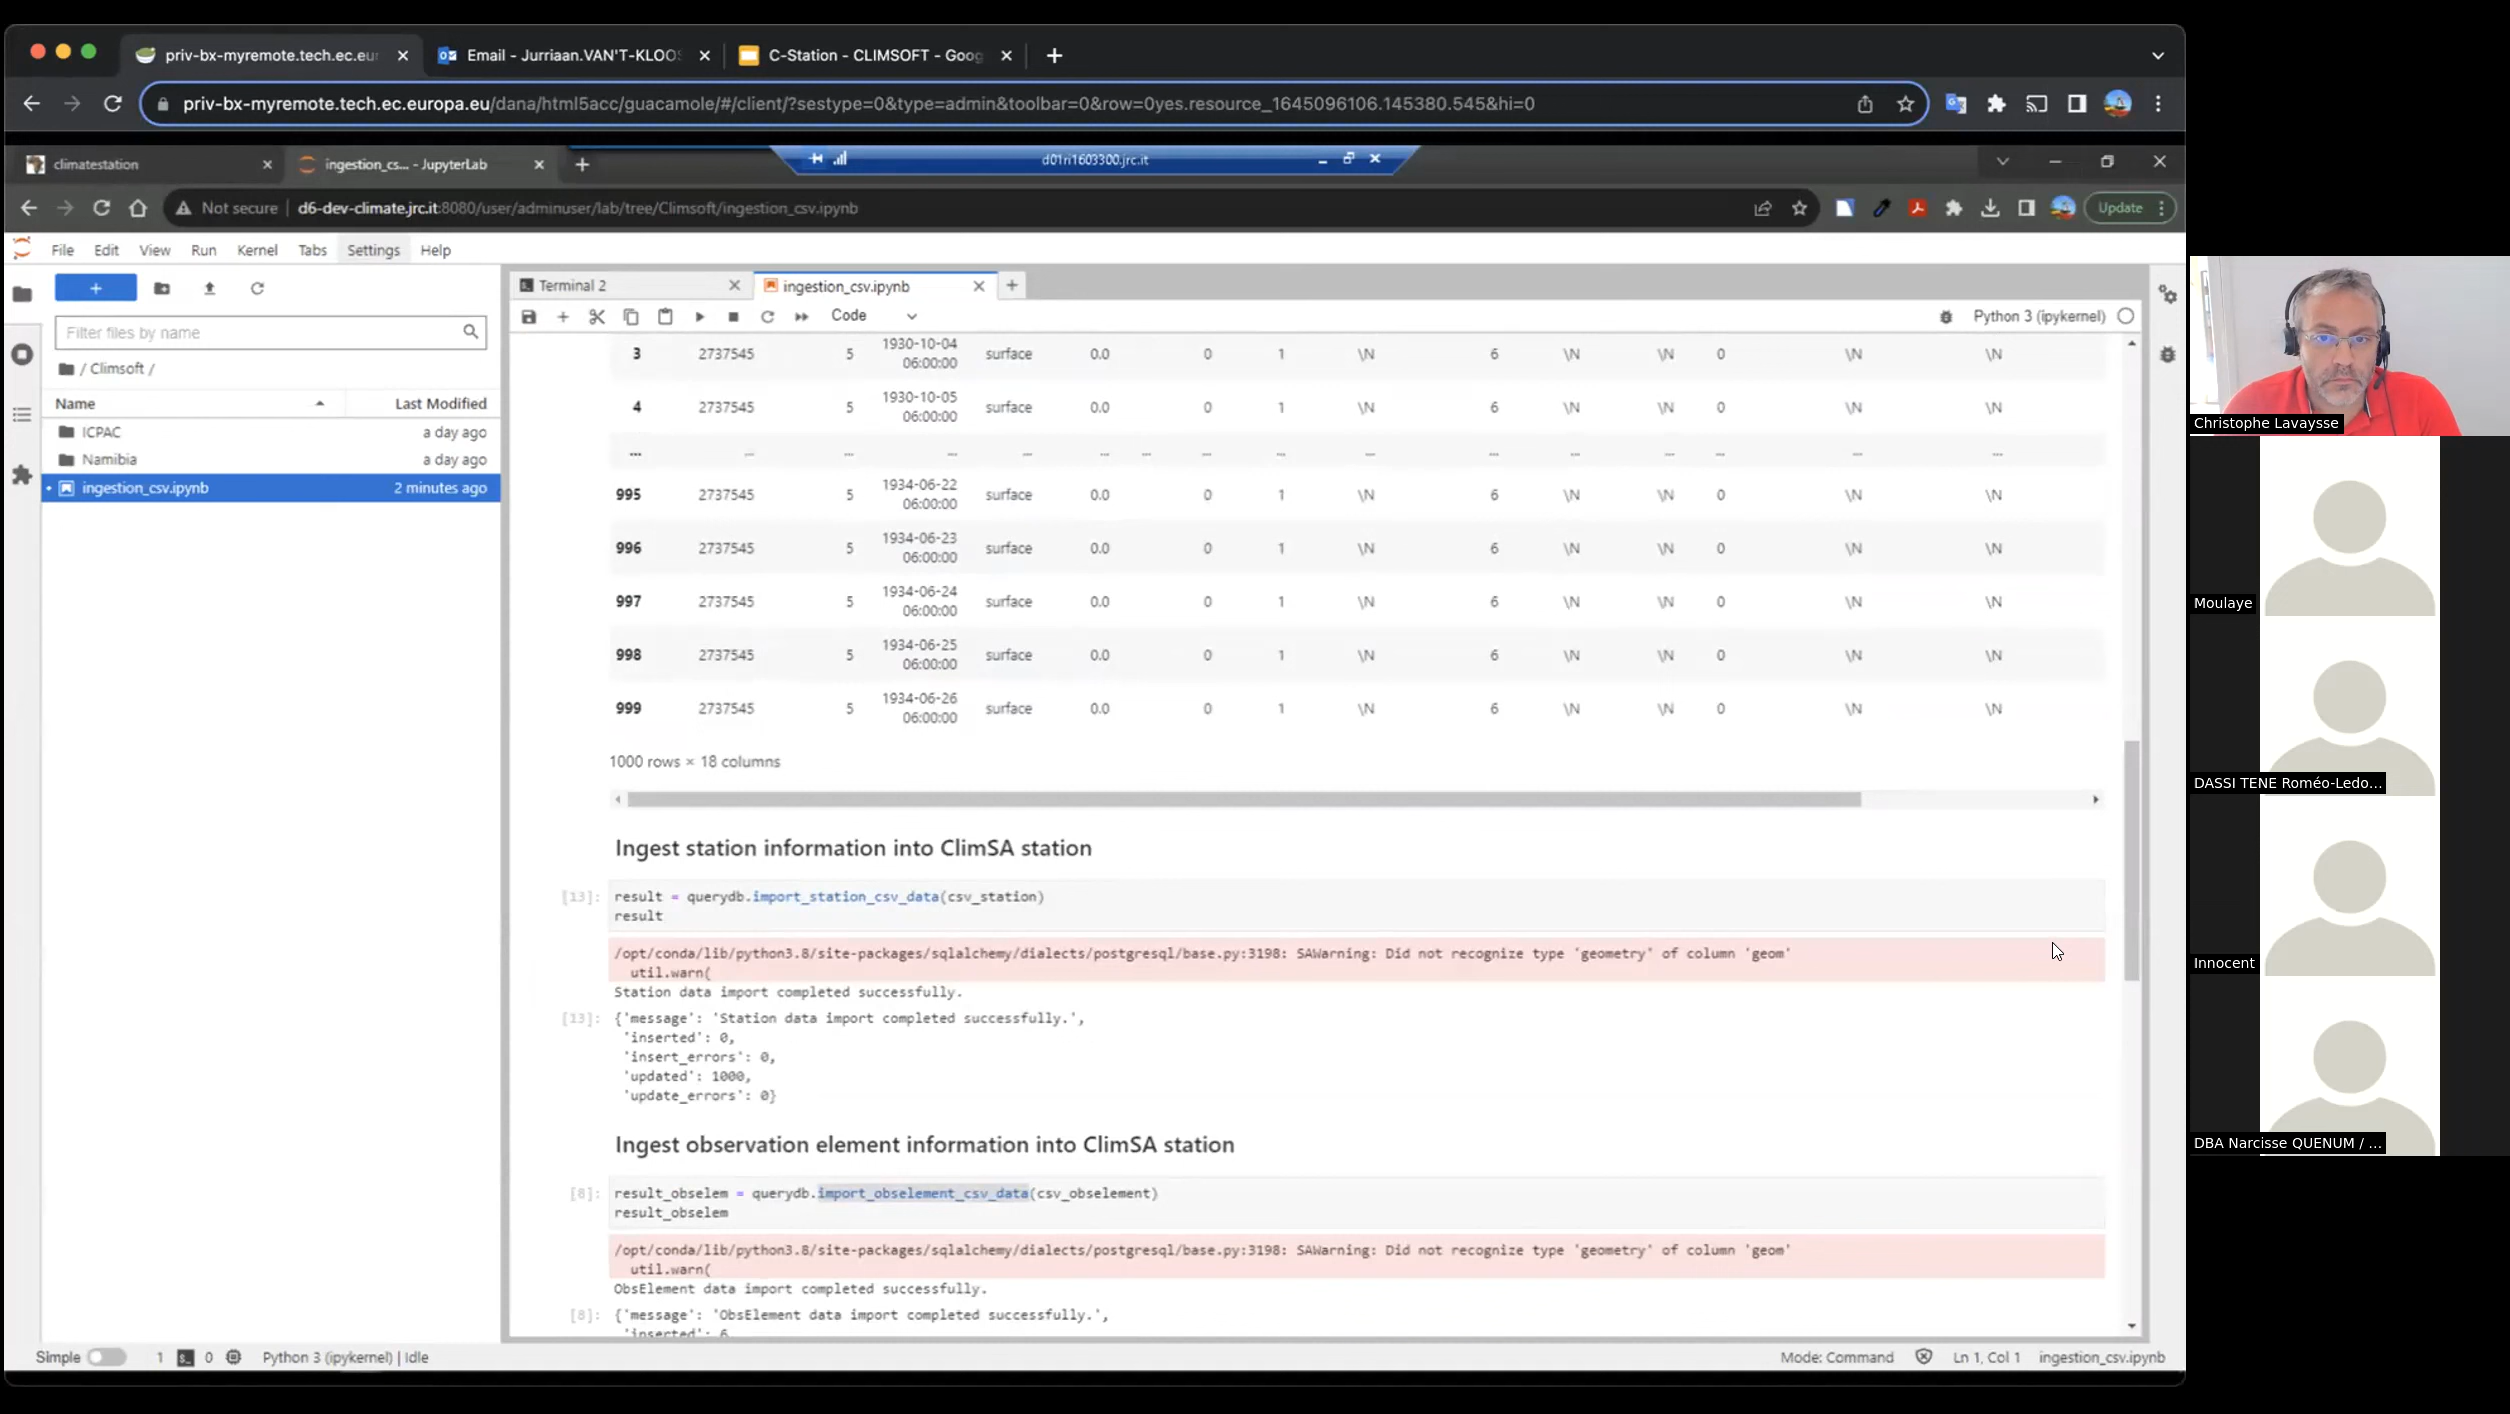 priv-bx-myremote.tech.ec.eur
Email - Jurriaan.VAN'T-KLOOS
C-Station - CLIMSOFT - Goog
priv-bx-myremote.tech.ec.europa.eu/dana/html5acc/guacamole/#/client/?sestype=0&type=admin&toolbar=0&row=0yes.resource_1645096106.145380.545&hi=0
climatestation
ingestion_cs... - JupyterLab
d01ri1603300.jrc.it
Not secure
d6-dev-climate.jrc.it:8080/user/adminuser/lab/tree/Climsoft/ingestion_csv.ipynb
Update
File Edit View Run Kernel Tabs Settings Help
Terminal 2
ingestion_csv.ipynb
Filter files by name
/ Climsoft /
Name Last Modified
ICPAC a day ago
Namibia a day ago
ingestion_csv.ipynb 2 minutes ago
Code
Python 3 (ipykernel)
3 2737545 5 1930-10-04 06:00:00 surface 0.0 0 1 \N 6 \N \N 0 \N \N
4 2737545 5 1930-10-05 06:00:00 surface 0.0 0 1 \N 6 \N \N 0 \N \N
... ... ... ... ... ... ... ... ... ... ... ... ... ... ... ...
995 2737545 5 1934-06-22 06:00:00 surface 0.0 0 1 \N 6 \N \N 0 \N \N
996 2737545 5 1934-06-23 06:00:00 surface 0.0 0 1 \N 6 \N \N 0 \N \N
997 2737545 5 1934-06-24 06:00:00 surface 0.0 0 1 \N 6 \N \N 0 \N \N
998 2737545 5 1934-06-25 06:00:00 surface 0.0 0 1 \N 6 \N \N 0 \N \N
999 2737545 5 1934-06-26 06:00:00 surface 0.0 0 1 \N 6 \N \N 0 \N \N
1000 rows × 18 columns
Ingest station information into ClimSA station
[13]: result = querydb.import_station_csv_data(csv_station)
result
/opt/conda/lib/python3.8/site-packages/sqlalchemy/dialects/postgresql/base.py:3198: SAWarning: Did not recognize type 'geometry' of column 'geom'
util.warn(
Station data import completed successfully.
[13]: {'message': 'Station data import completed successfully.',
'inserted': 0,
'insert_errors': 0,
'updated': 1000,
'update_errors': 0}
Ingest observation element information into ClimSA station
[8]: result_obselem = querydb.import_obselement_csv_data(csv_obselement)
result_obselem
/opt/conda/lib/python3.8/site-packages/sqlalchemy/dialects/postgresql/base.py:3198: SAWarning: Did not recognize type 'geometry' of column 'geom'
util.warn(
ObsElement data import completed successfully.
[8]: {'message': 'ObsElement data import completed successfully.',
'inserted': 6,
Simple 1 0 Python 3 (ipykernel) | Idle
Mode: Command Ln 1, Col 1 ingestion_csv.ipynb
Christophe Lavaysse
Moulaye
DASSI TENE Roméo-Ledo...
Innocent
DBA Narcisse QUENUM / ...